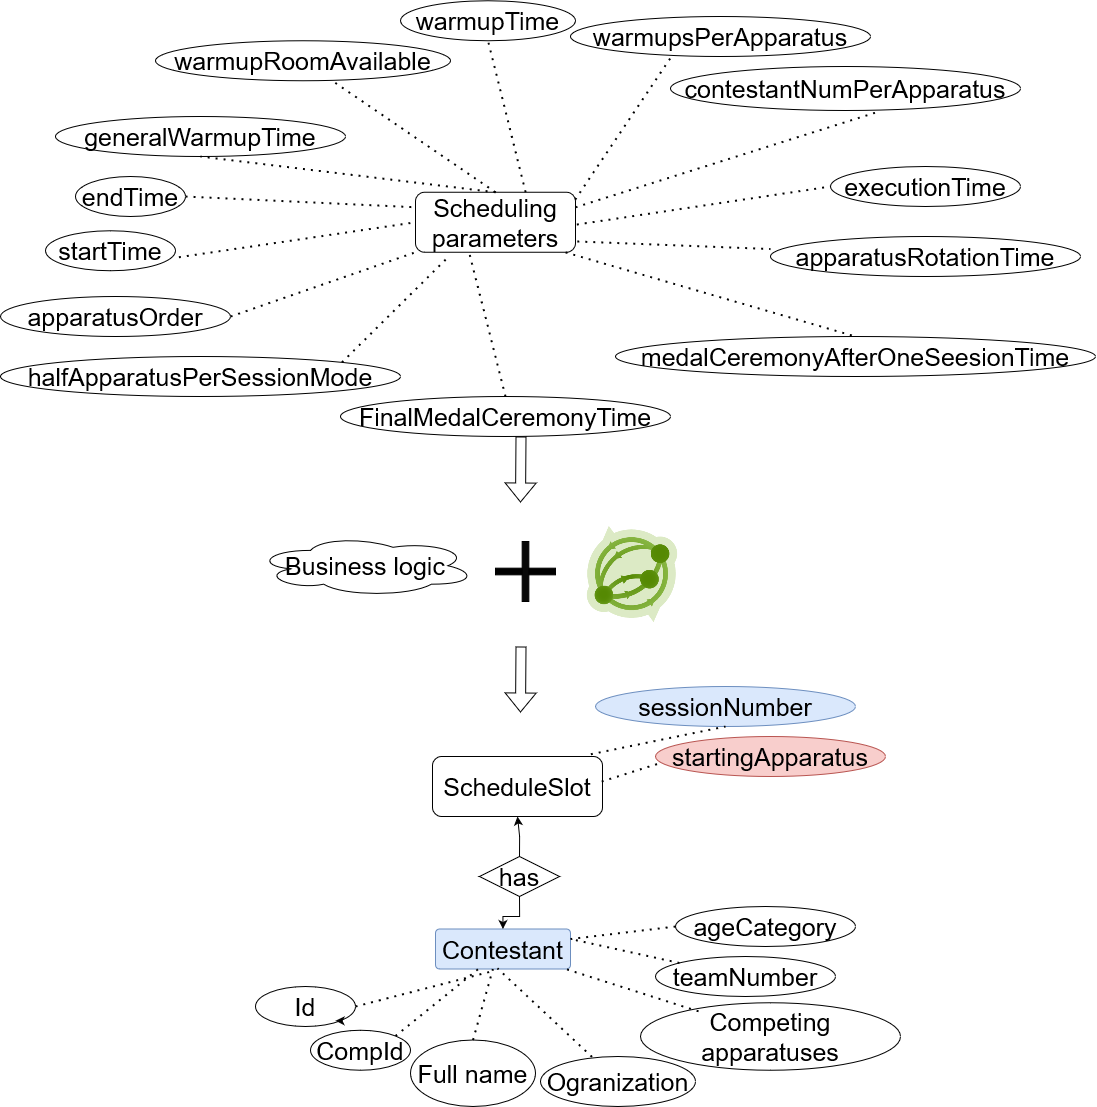 warmupTime
warmupsPerApparatus
warmupRoomAvailable
contestantNumPerApparatus
generalWarmupTime
executionTime
endTime
Scheduling
parameters
startTime
apparatusRotationTime
apparatusOrder
medalCeremonyAfterOneSeesionTime
halfApparatusPerSessionMode
FinalMedalCeremonyTime
Business logic
sessionNumber
startingApparatus
ScheduleSlot
has
ageCategory
Contestant
teamNumber
Id
Competing
apparatuses
CompId
Full name
Ogranization